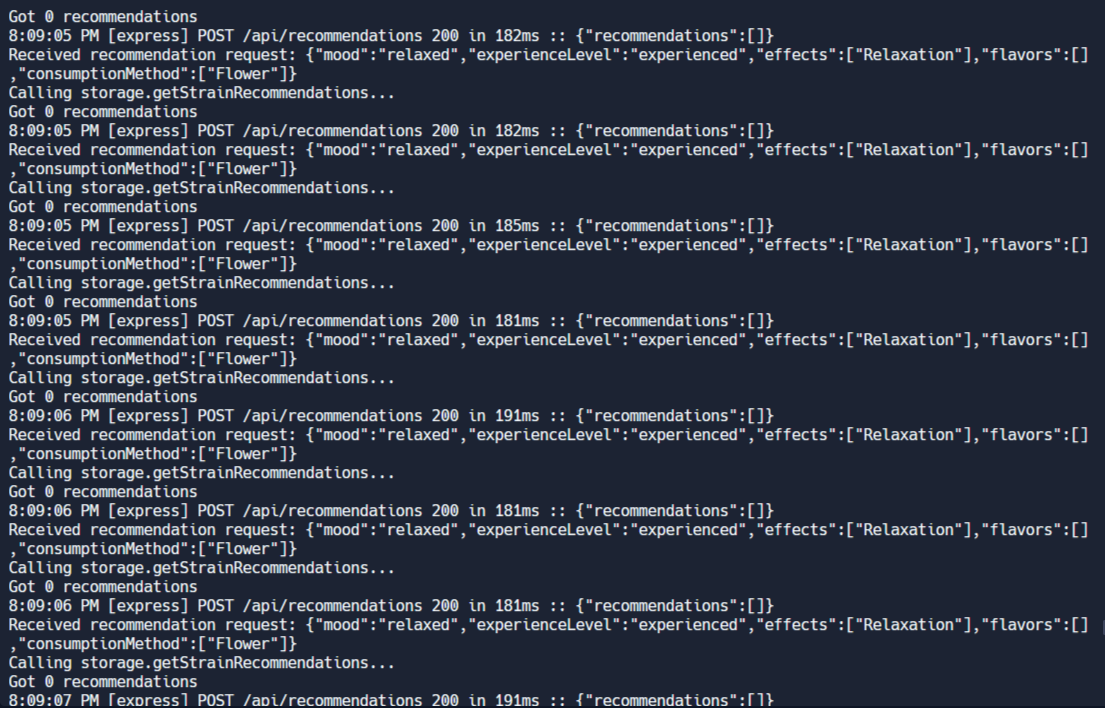 Got 0 recommendations
8:09:05 PM [express] POST /api/recommendations 200 in 182ms :: {"recommendations":[]}
Received recommendation request: {"mood":"relaxed","experienceLevel":"experienced","effects":["Relaxation"],"flavors":[]
,"consumptionMethod":["Flower"]}
Calling storage.getStrainRecommendations...
Got 0 recommendations
8:09:05 PM [express] POST /api/recommendations 200 in 182ms :: {"recommendations":[]}
Received recommendation request: {"mood":"relaxed","experienceLevel":"experienced","effects":["Relaxation"],"flavors":[]
,"consumptionMethod":["Flower"]}
Calling storage.getStrainRecommendations...
Got 0 recommendations
8:09:05 PM [express] POST /api/recommendations 200 in 185ms :: {"recommendations":[]}
Received recommendation request: {"mood":"relaxed","experienceLevel":"experienced","effects":["Relaxation"],"flavors":[]
,"consumptionMethod":["Flower"]}
Calling storage.getStrainRecommendations...
Got 0 recommendations
8:09:05 PM [express] POST /api/recommendations 200 in 181ms :: {"recommendations":[]}
Received recommendation request: {"mood":"relaxed","experienceLevel":"experienced","effects":["Relaxation"],"flavors":[]
,"consumptionMethod":["Flower"]}
Calling storage.getStrainRecommendations...
Got 0 recommendations
8:09:06 PM [express] POST /api/recommendations 200 in 191ms :: {"recommendations":[]}
Received recommendation request: {"mood":"relaxed","experienceLevel":"experienced","effects":["Relaxation"],"flavors":[]
,"consumptionMethod":["Flower"]}
Calling storage.getStrainRecommendations...
Got 0 recommendations
8:09:06 PM [express] POST /api/recommendations 200 in 181ms :: {"recommendations":[]}
Received recommendation request: {"mood":"relaxed","experienceLevel":"experienced","effects":["Relaxation"],"flavors":[]
,"consumptionMethod":["Flower"]}
Calling storage.getStrainRecommendations...
Got 0 recommendations
8:09:06 PM [express] POST /api/recommendations 200 in 181ms :: {"recommendations":[]}
Received recommendation request: {"mood":"relaxed","experienceLevel":"experienced","effects":["Relaxation"],"flavors":[]
,"consumptionMethod":["Flower"]}
Calling storage.getStrainRecommendations...
Got 0 recommendations
8:09:07 PM [express] POST /api/recommendations 200 in 191ms :: {"recommendations":[]}